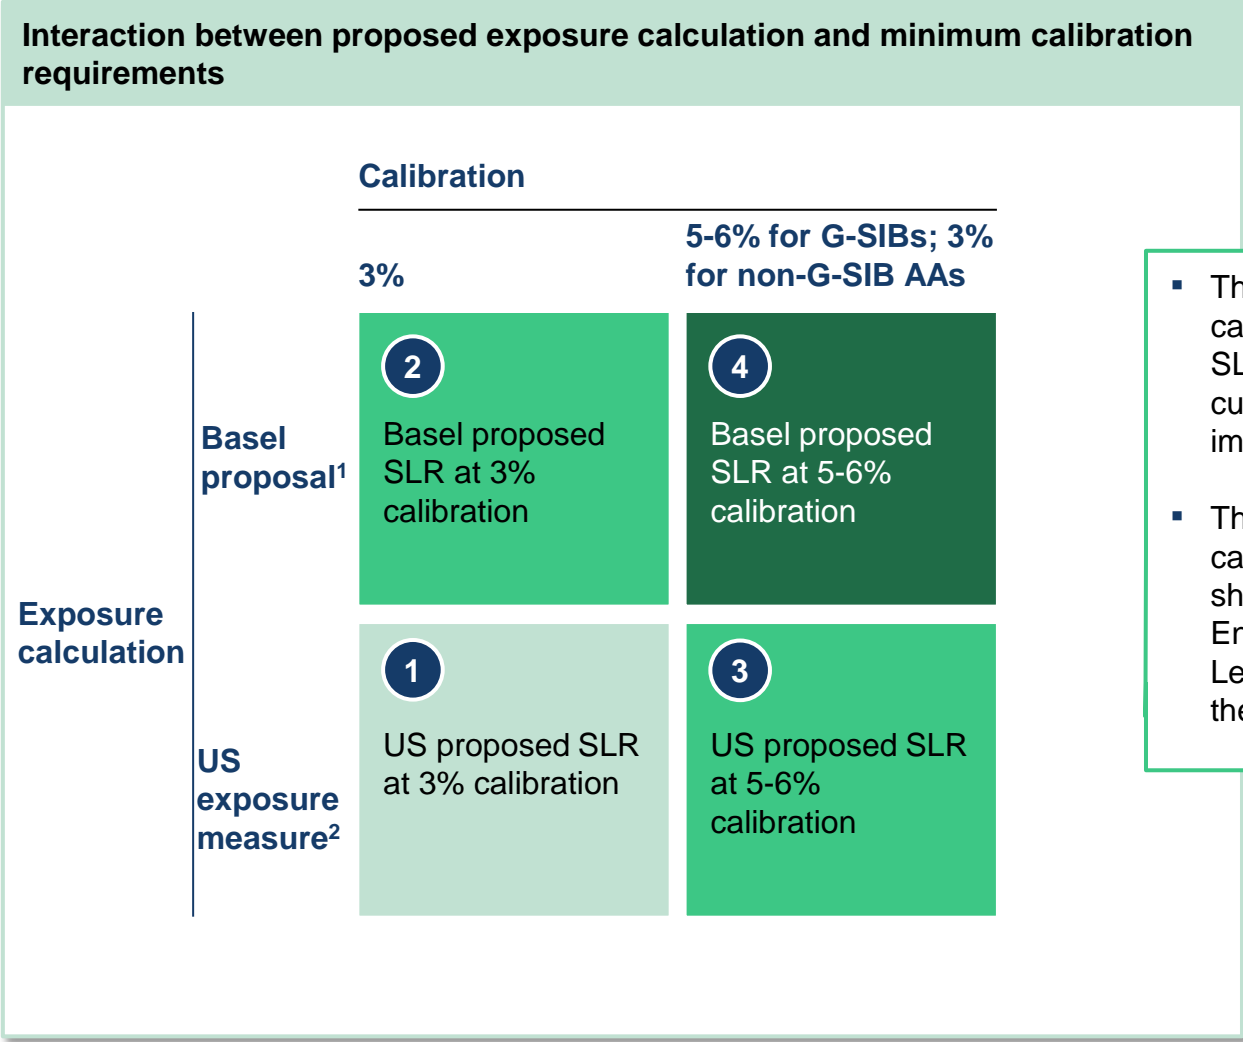 Interaction between proposed exposure calculation and minimum calibration
requirements
Calibration
3%
5-6% for G-SIBs; 3%
for non-G-SIB AAs
Exposure
calculation
Basel
proposal¹
2
Basel proposed
SLR at 3%
calibration
4
Basel proposed
SLR at 5-6%
calibration
US
exposure
measure²
1
US proposed SLR
at 3% calibration
3
US proposed SLR
at 5-6%
calibration